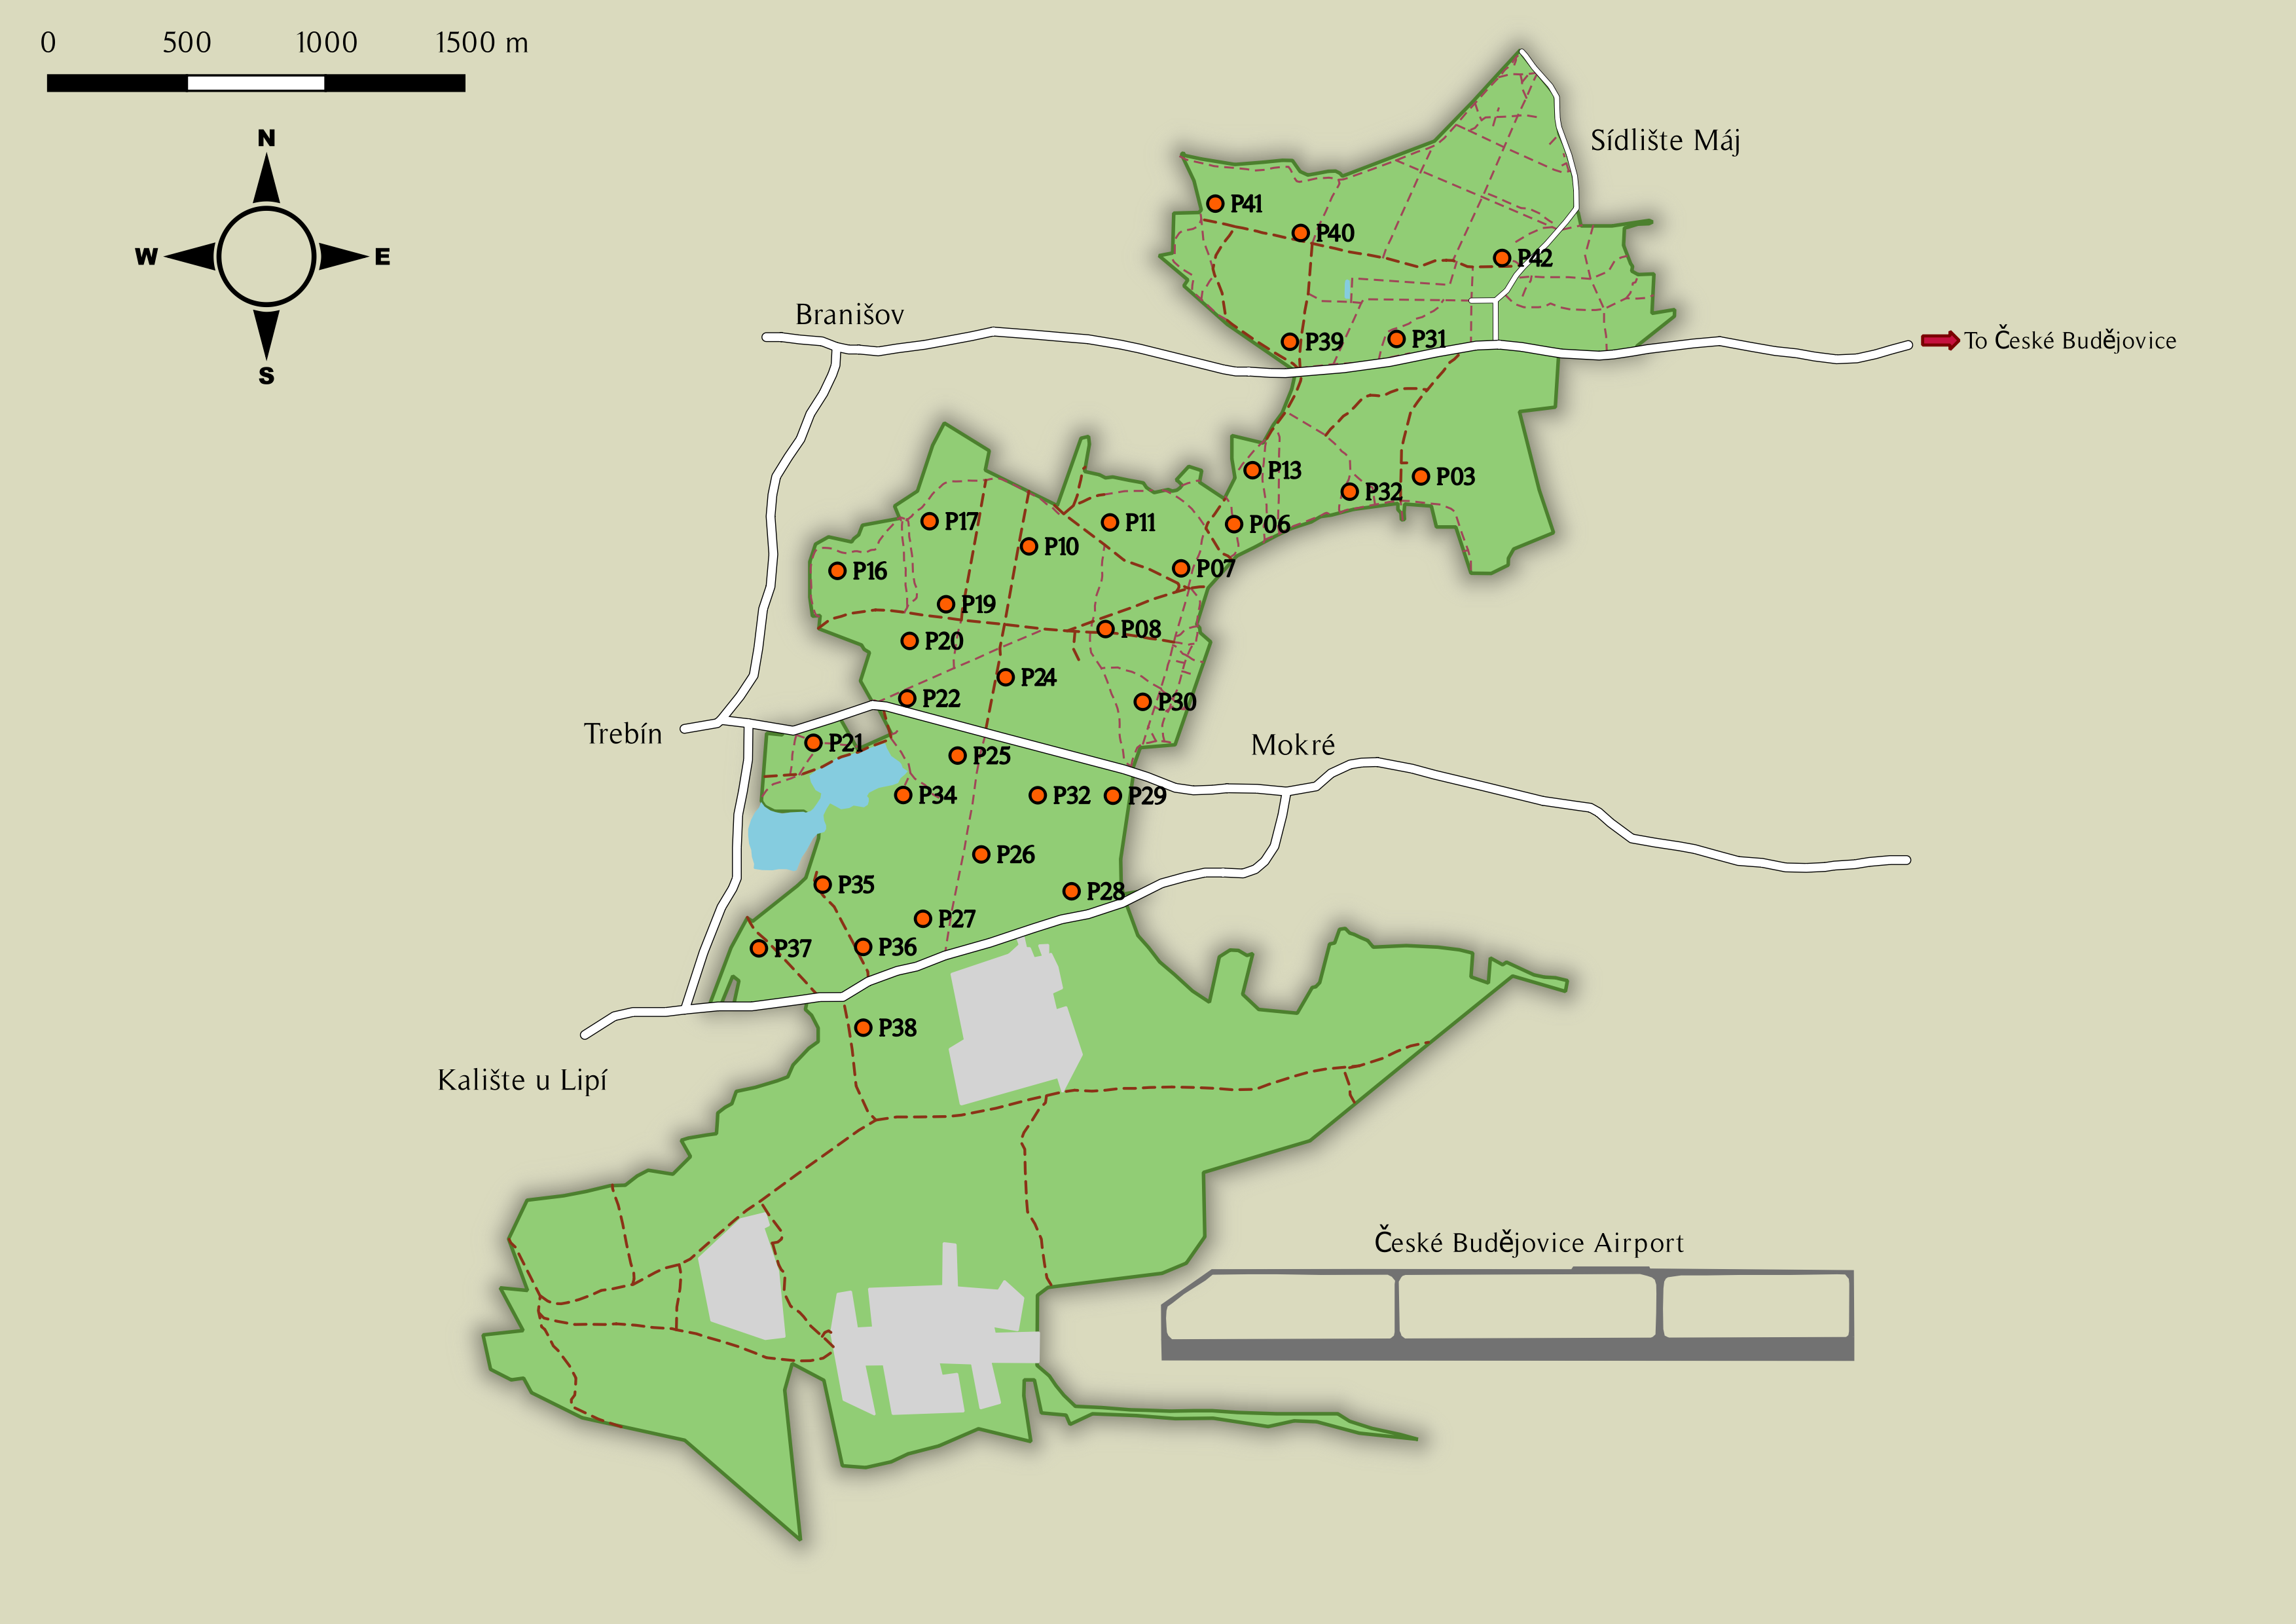 0 500 1000 1500 m
N
W E
S
Sídlište Máj
P41
P40
P42
Branišov
P39 P31
To České Budějovice
P13
P32 P03
P17 P11 P06
P10
P16 P07
P19
P20 P08
P24
P22 P30
Trebín
P21 Mokré
P25
P34 P32 P29
P26
P35
P28
P27
P37 P36
P38
Kalište u Lipí
České Budějovice Airport